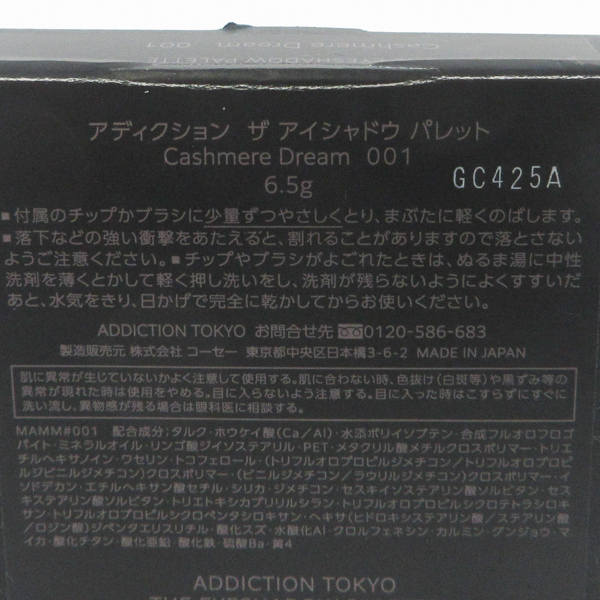 Cashmere Dream 001
EYESHADOW PALETTE
アディクション ザ アイシャドウ パレット
Cashmere Dream 001
6.5g
GC425A
■付属のチップかブラシに少量ずつやさしくとり、まぶたに軽くのばします。
■落下などの強い衝撃をあたえると、割れることがありますので落とさない
ようご注意ください。■チップやブラシがよごれたときは、ぬるま湯に中性
洗剤を薄くとかして軽く押し洗いをし、洗剤が残らないようによくすすいだ
あと、水気をきり、日かげで完全に乾かしてからお使いください。
ADDICTION TOKYO お問合せ先 0120-586-683
製造販売元 株式会社 コーセー 東京都中央区日本橋3-6-2 MADE IN JAPAN
肌に異常が生じていないかよく注意して使用する。肌に合わない時、色抜け(白斑等)や黒ずみ等の
異常が現れた時は使用をやめる。目に入らないよう注意する。目に入った時はこすらずにすぐに
洗い流し、異物感が残る場合は眼科医に相談する。
MAMM#001 配合成分;タルク・ホウケイ酸(Ca/Al)・水添ポリイソブテン・合成フルオロフロゴ
パイト・ミネラルオイル・リンゴ酸ジイソステアリル・PET・メタクリル酸メチルクロスポリマー・トリエ
チルヘキサノイン・ワセリン・トコフェロール・(トリフルオロプロピルジメチコン/トリフルオロプロピ
ルジビニルジメチコン)クロスポリマー・(ビニルジメチコン/ラウリルジメチコン)クロスポリマー・イ
ソドデカン・エチルヘキサン酸セチル・シリカ・ジメチコン・セスキイソステアリン酸ソルビタン・セス
キステアリン酸ソルビタン・トリエトキシカプリリルシラン・トリフルオロプロピルシクロテトラシロキ
サン・トリフルオロプロピルシクロペンタシロキサン・ヘキサ(ヒドロキシステアリン酸/ステアリン酸
/ロジン酸)ジペンタエリスリチル・酸化スズ・水酸化Al・クロルフェネシン・カルミン・グンジョウ・マ
イカ・酸化チタン・酸化亜鉛・酸化鉄・硫酸Ba・黄4
ADDICTION TOKYO